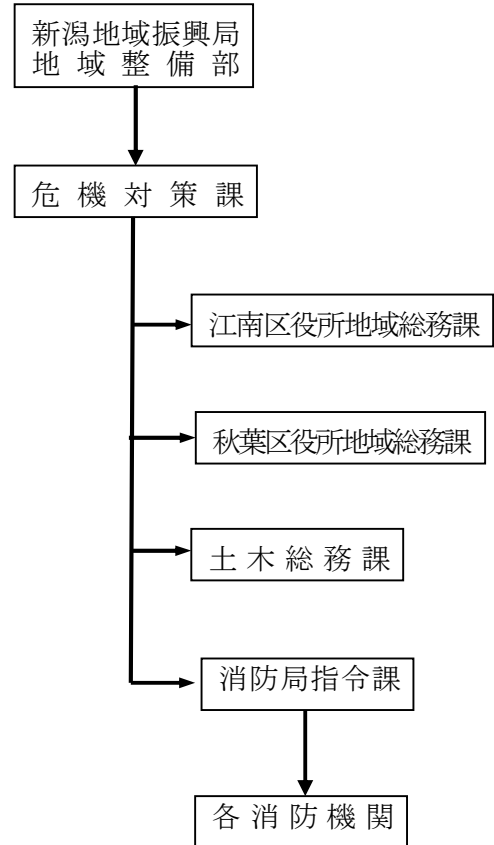 新潟地域振興局
地域整備部
危機対策課
江南区役所地域総務課
秋葉区役所地域総務課
土木総務課
消防局指令課
各消防機関